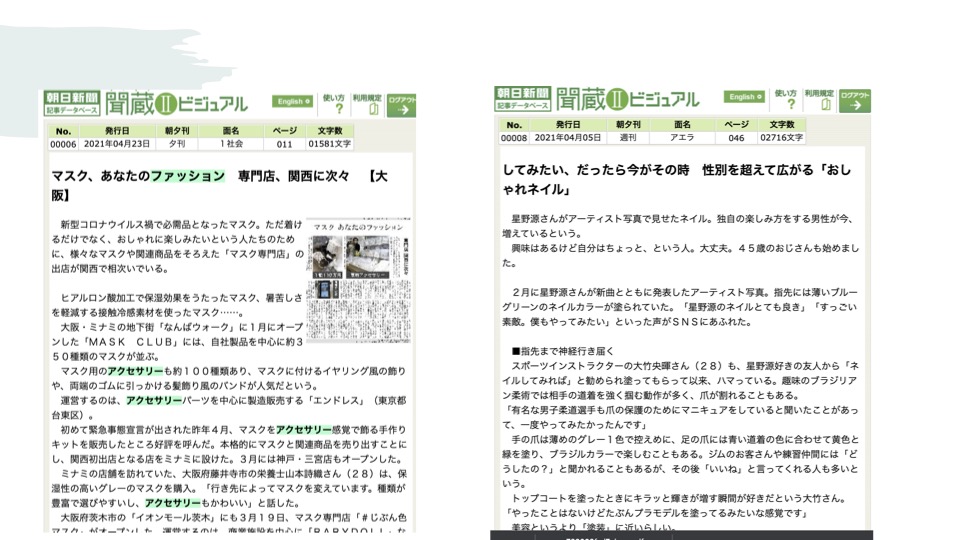 朝日新聞
記事データベース
聞蔵Ⅱビジュアル
English
使い方
?
利用規定
ログアウト
No. 発行日 朝夕刊 面名 ページ 文字数
00006 2021年04月23日 夕刊 1社会 011 01581文字
マスク、あなたのファッション 専門店、関西に次々 【大
阪】
新型コロナウイルス禍で必需品となったマスク。ただ着け
るだけでなく、おしゃれに楽しみたいという人たちのため
に、様々なマスクや関連商品をそろえた「マスク専門店」の
出店が関西で相次いでいる。
マスク あなたのファッション
ヒアルロン酸加工で保湿効果をうたったマスク、暑苦しさ
を軽減する接触冷感素材を使ったマスク……。
大阪・ミナミの地下街「なんばウォーク」に1月にオープ
ンした「MASK CLUB」には、自社製品を中心に約3
50種類のマスクが並ぶ。
マスク用のアクセサリーも約100種類あり、マスクに付けるイヤリング風の飾り
や、両端のゴムに引っかける髪飾り風のバンドが人気だという。
運営するのは、アクセサリーパーツを中心に製造販売する「エンドレス」(東京都
台東区)。
初めて緊急事態宣言が出された昨年4月、マスクをアクセサリー感覚で飾る手作り
キットを販売したところ好評を呼んだ。本格的にマスクと関連商品を売り出すことに
し、関西初出店となる店をミナミに設けた。3月には神戸・三宮店もオープンした。
ミナミの店舗を訪れていた、大阪府藤井寺市の栄養士山本詩織さん(28)は、保
湿性の高いグレーのマスクを購入。「行き先によってマスクを変えています。種類が
豊富で選びやすいし、アクセサリーもかわいい」と話した。
大阪府茨木市の「イオンモール茨木」にも3月19日、マスク専門店「#じぶん色
マスク」がオープンした。運営するのは、商業施設を中心に「BABYDOLL」な
朝日新聞
記事データベース
聞蔵Ⅱビジュアル
English
使い方
?
利用規定
ログアウト
No. 発行日 朝夕刊 面名 ページ 文字数
00008 2021年04月05日 週刊 アエラ 046 02716文字
してみたい、だったら今がその時 性別を超えて広がる「おし
ゃれネイル」
星野源さんがアーティスト写真で見せたネイル。独自の楽しみ方をする男性が今、
増えているという。
興味はあるけど自分はちょっと、という人。大丈夫。45歳のおじさんも始めまし
た。
2月に星野源さんが新曲とともに発表したアーティスト写真。指先には薄いブルー
グリーンのネイルカラーが塗られていた。「星野源のネイルとても良き」「すっごい
素敵。僕もやってみたい」といった声がSNSにあふれた。
■指先まで神経行き届く
スポーツインストラクターの大竹央暉さん(28)も、星野源好きの友人から「ネ
イルしてみれば」と勧められ塗ってもらって以来、ハマっている。趣味のブラジリア
ン柔術では相手の道着を強く掴む動作が多く、爪が割れることもある。
「有名な男子柔道選手も爪の保護のためにマニキュアをしていると聞いたことがあっ
て、一度やってみたかったんです」
手の爪は薄めのグレー1色で控えめに、足の爪には青い道着の色に合わせて黄色と
緑を塗り、ブラジルカラーで楽しむこともある。ジムのお客さんや練習仲間には「ど
うしたの?」と聞かれることもあるが、その後「いいね」と言ってくれる人も多いと
いう。
トップコートを塗ったときにキラッと輝きが増す瞬間が好きだという大竹さん。
「やったことはないけどたぶんプラモデルを塗ってるみたいな感覚です」
美容というより「塗装」に近いらしい。